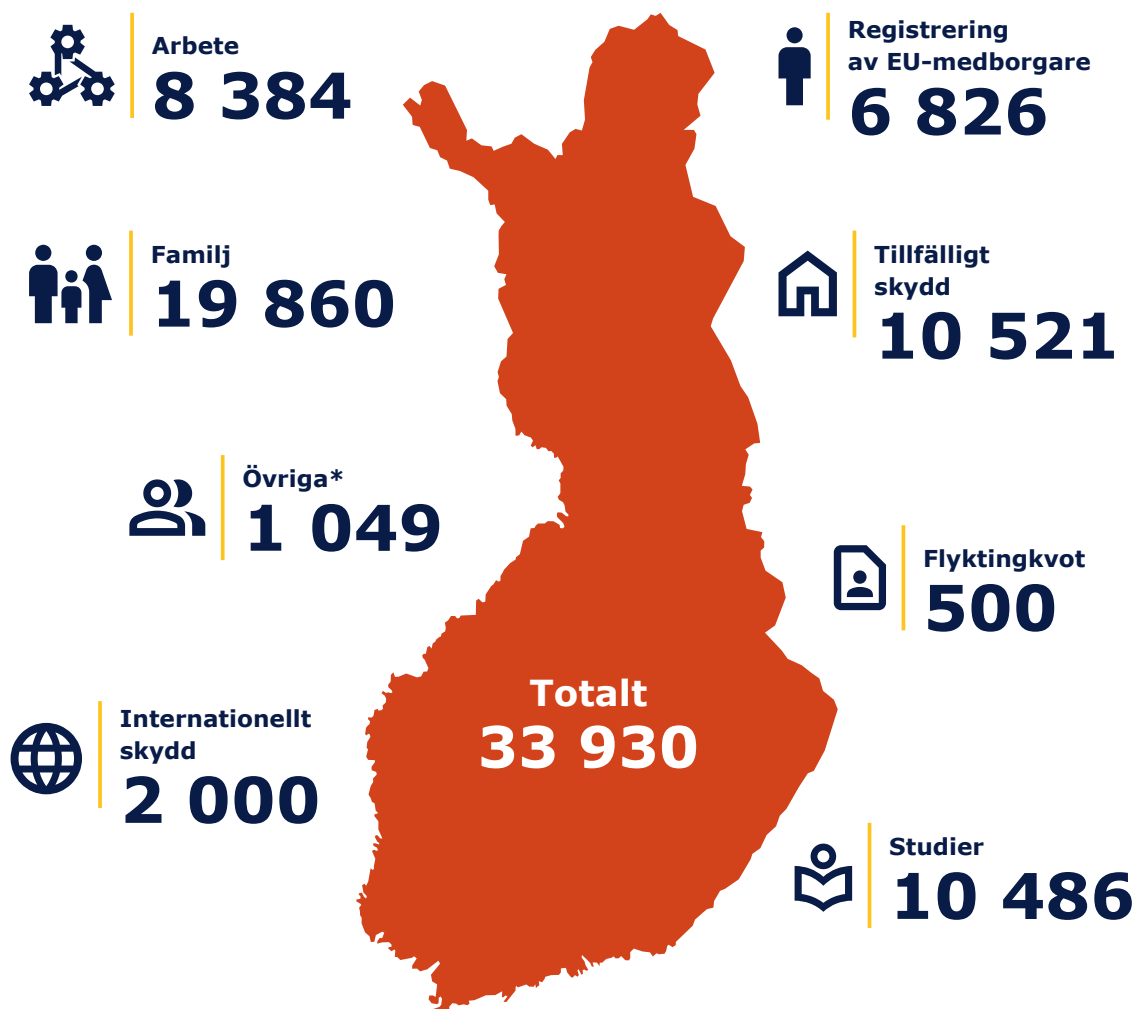 Arbete
8 384
Registrering
av EU-medborgare
6 826
Familj
19 860
Tillfälligt
skydd
10 521
Övriga*
1 049
Flyktingkvot
500
Totalt
33 930
Internationellt
skydd
2 000
Studier
10 486